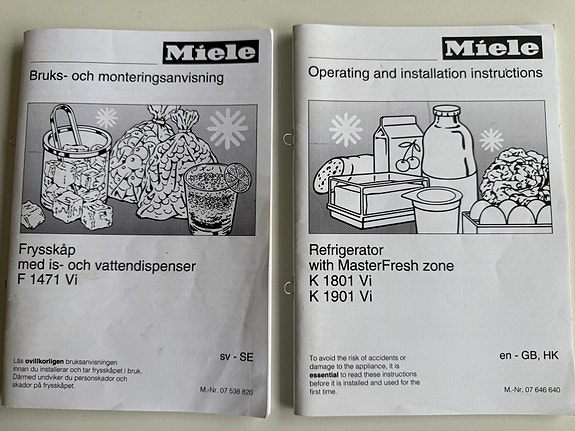 Miele
Bruks- och monteringsanvisning
Frysskåp
med is- och vattendispenser
F 1471 Vi
sv - SE
Läs ovillkorligen bruksanvisningen
innan du installerar och tar frysskåpet i bruk.
Därmed undviker du personskador och
skador på frysskåpet.
M.-Nr. 07 538 820
Miele
Operating and installation instructions
Refrigerator
with MasterFresh zone
K 1801 Vi
K 1901 Vi
en - GB, HK
To avoid the risk of accidents or
damage to the appliance, it is
essential to read these instructions
before it is installed and used for the
first time.
M.-Nr. 07 646 640